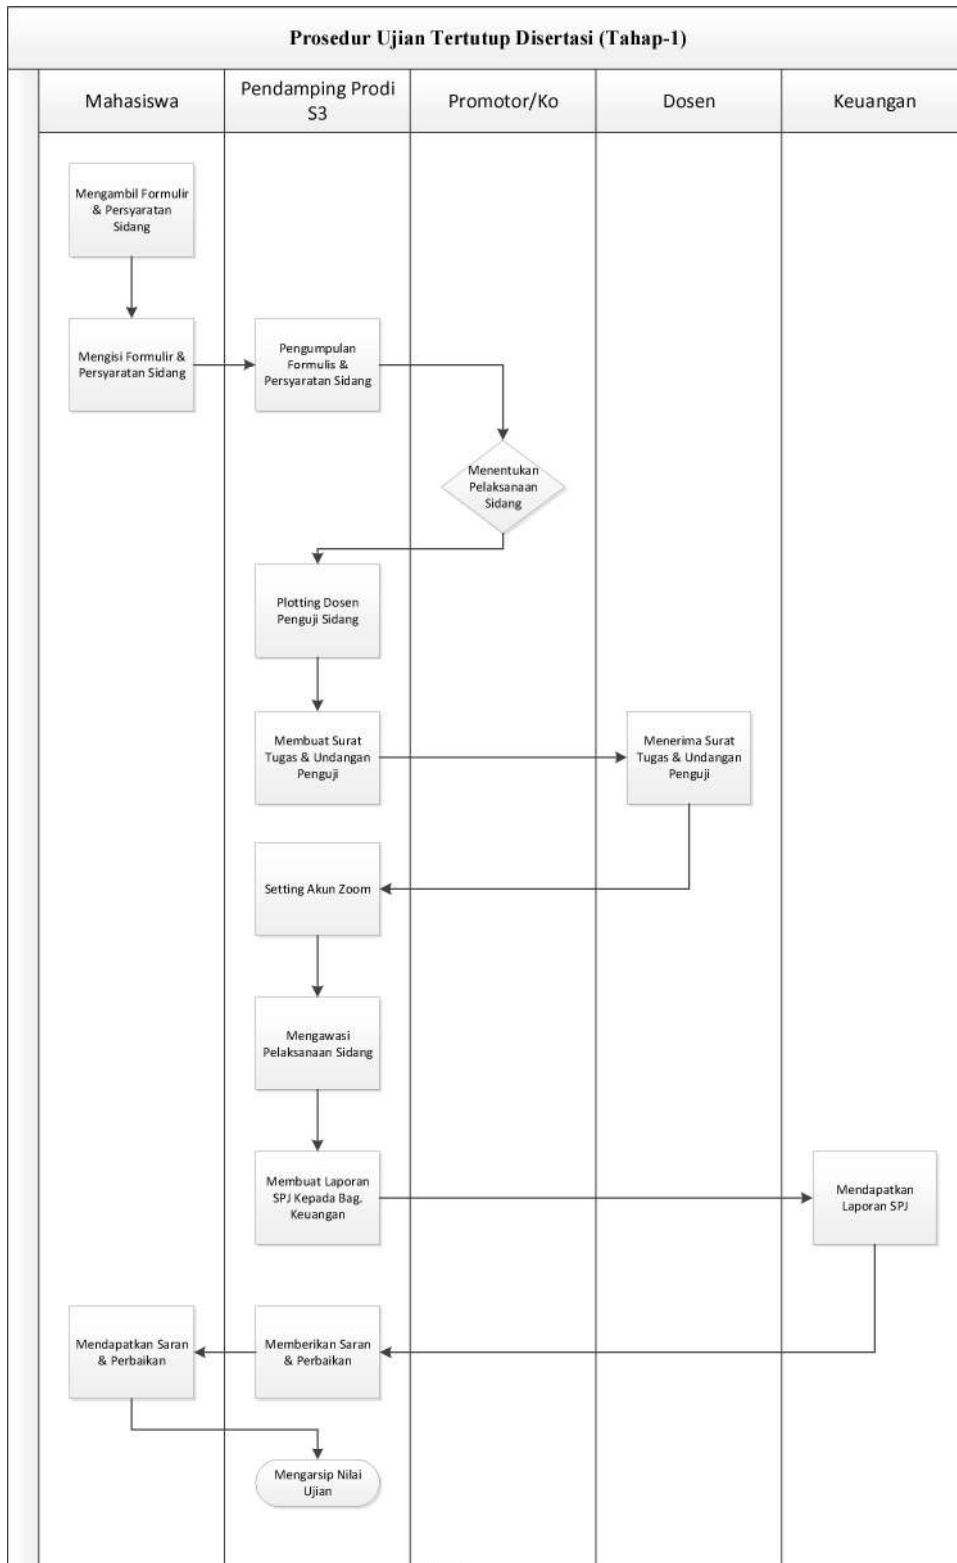 Prosedur Ujian Tertutup Disertasi (Tahap-1)
Mahasiswa
Pendamping Prodi
S3
Promotor/Ko
Dosen
Keuangan
Mengambil Formulir
& Persyaratan
Sidang
Mengisi Formulir &
Persyaratan Sidang
Pengumpulan
Formulis &
Persyaratan Sidang
Menentukan
Pelaksanaan
Sidang
Plotting Dosen
Penguji Sidang
Membuat Surat
Tugas & Undangan
Penguji
Menerima Surat
Tugas & Undangan
Penguji
Setting Akun Zoom
Mengawasi
Pelaksanaan Sidang
Membuat Laporan
SPJ Kepada Bag.
Keuangan
Mendapatkan
Laporan SPJ
Mendapatkan Saran
& Perbaikan
Memberikan Saran
& Perbaikan
Mengarsip Nilai
Ujian